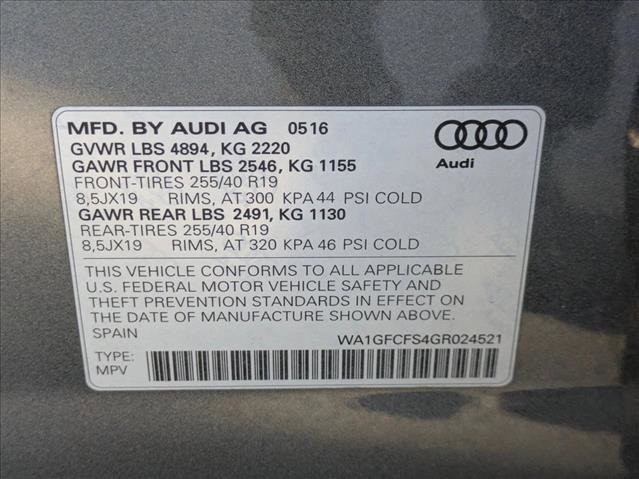 MFD. BY AUDI AG 0516
GVWR LBS 4894, KG 2220
GAWR FRONT LBS 2546, KG 1155
FRONT-TIRES 255/40 R19
8,5JX19 RIMS, AT 300 KPA 44 PSI COLD
GAWR REAR LBS 2491, KG 1130
REAR-TIRES 255/40 R19
8,5JX19 RIMS, AT 320 KPA 46 PSI COLD
Audi
THIS VEHICLE CONFORMS TO ALL APPLICABLE
U.S. FEDERAL MOTOR VEHICLE SAFETY AND
THEFT PREVENTION STANDARDS IN EFFECT ON
THE DATE OF MANUFACTURE SHOWN ABOVE.
SPAIN WA1GFCFS4GR024521
TYPE:
MPV